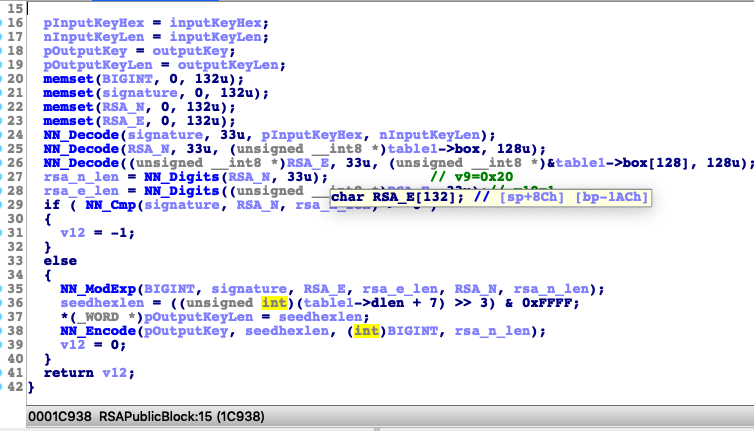 15
16 pInputKeyHex = inputKeyHex;
17 nInputKeyLen = inputKeyLen;
18 pOutputKey = outputKey;
19 pOutputKeyLen = outputKeyLen;
20 memset(BIGINT, 0, 132u);
21 memset(signature, 0, 132u);
22 memset(RSA_N, 0, 132u);
23 memset(RSA_E, 0, 132u);
24 NN_Decode(signature, 33u, pInputKeyHex, nInputKeyLen);
25 NN_Decode(RSA_N, 33u, (unsigned __int8 *)table1->box, 128u);
26 NN_Decode((unsigned __int8 *)RSA_E, 33u, (unsigned __int8 *)&table1->box[128], 128u);
27 rsa_n_len = NN_Digits(RSA_N, 33u); // v9=0x20
28 rsa_e_len = NN_Digits((unsigned
char RSA_E[132]; // [sp+8Ch] [bp-1ACh]
29 if ( NN_Cmp(signature, RSA_N,
30 {
31 v12 = -1;
32 }
33 else
34 {
35 NN_ModExp(BIGINT, signature, RSA_E, rsa_e_len, RSA_N, rsa_n_len);
36 seedhexlen = ((unsigned int)(table1->dlen + 7) >> 3) & 0xFFFF;
37 *(_WORD *)pOutputKeyLen = seedhexlen;
38 NN_Encode(pOutputKey, seedhexlen, (int)BIGINT, rsa_n_len);
39 v12 = 0;
40 }
41 return v12;
42 }
0001C938 RSAPublicBlock:15 (1C938)